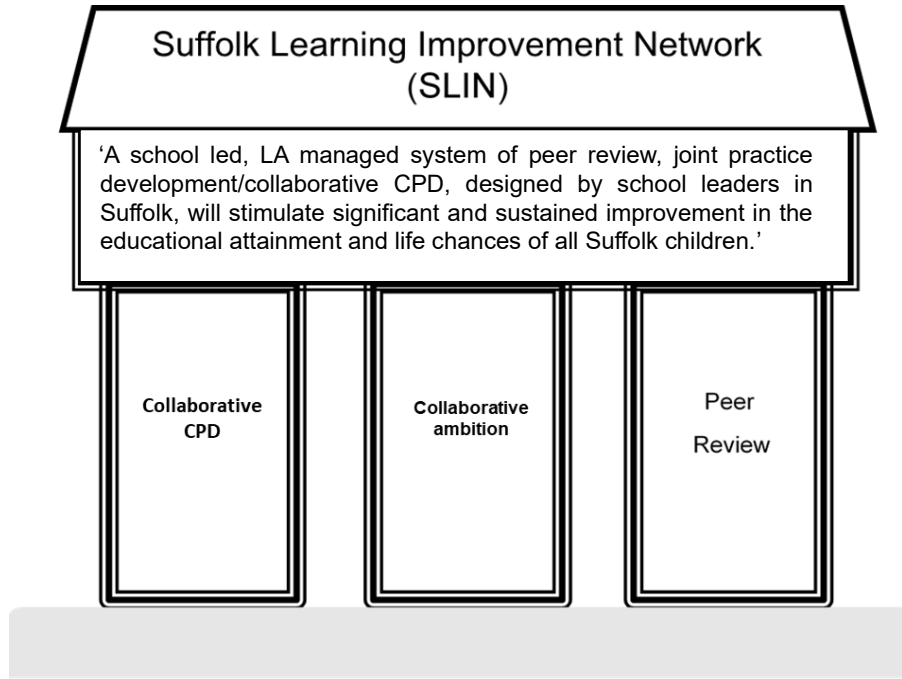 Suffolk Learning Improvement Network
(SLIN)
‘A school led, LA managed system of peer review, joint practice
development/collaborative CPD, designed by school leaders in
Suffolk, will stimulate significant and sustained improvement in the
educational attainment and life chances of all Suffolk children.’
Collaborative
CPD
Collaborative
ambition
Peer
Review